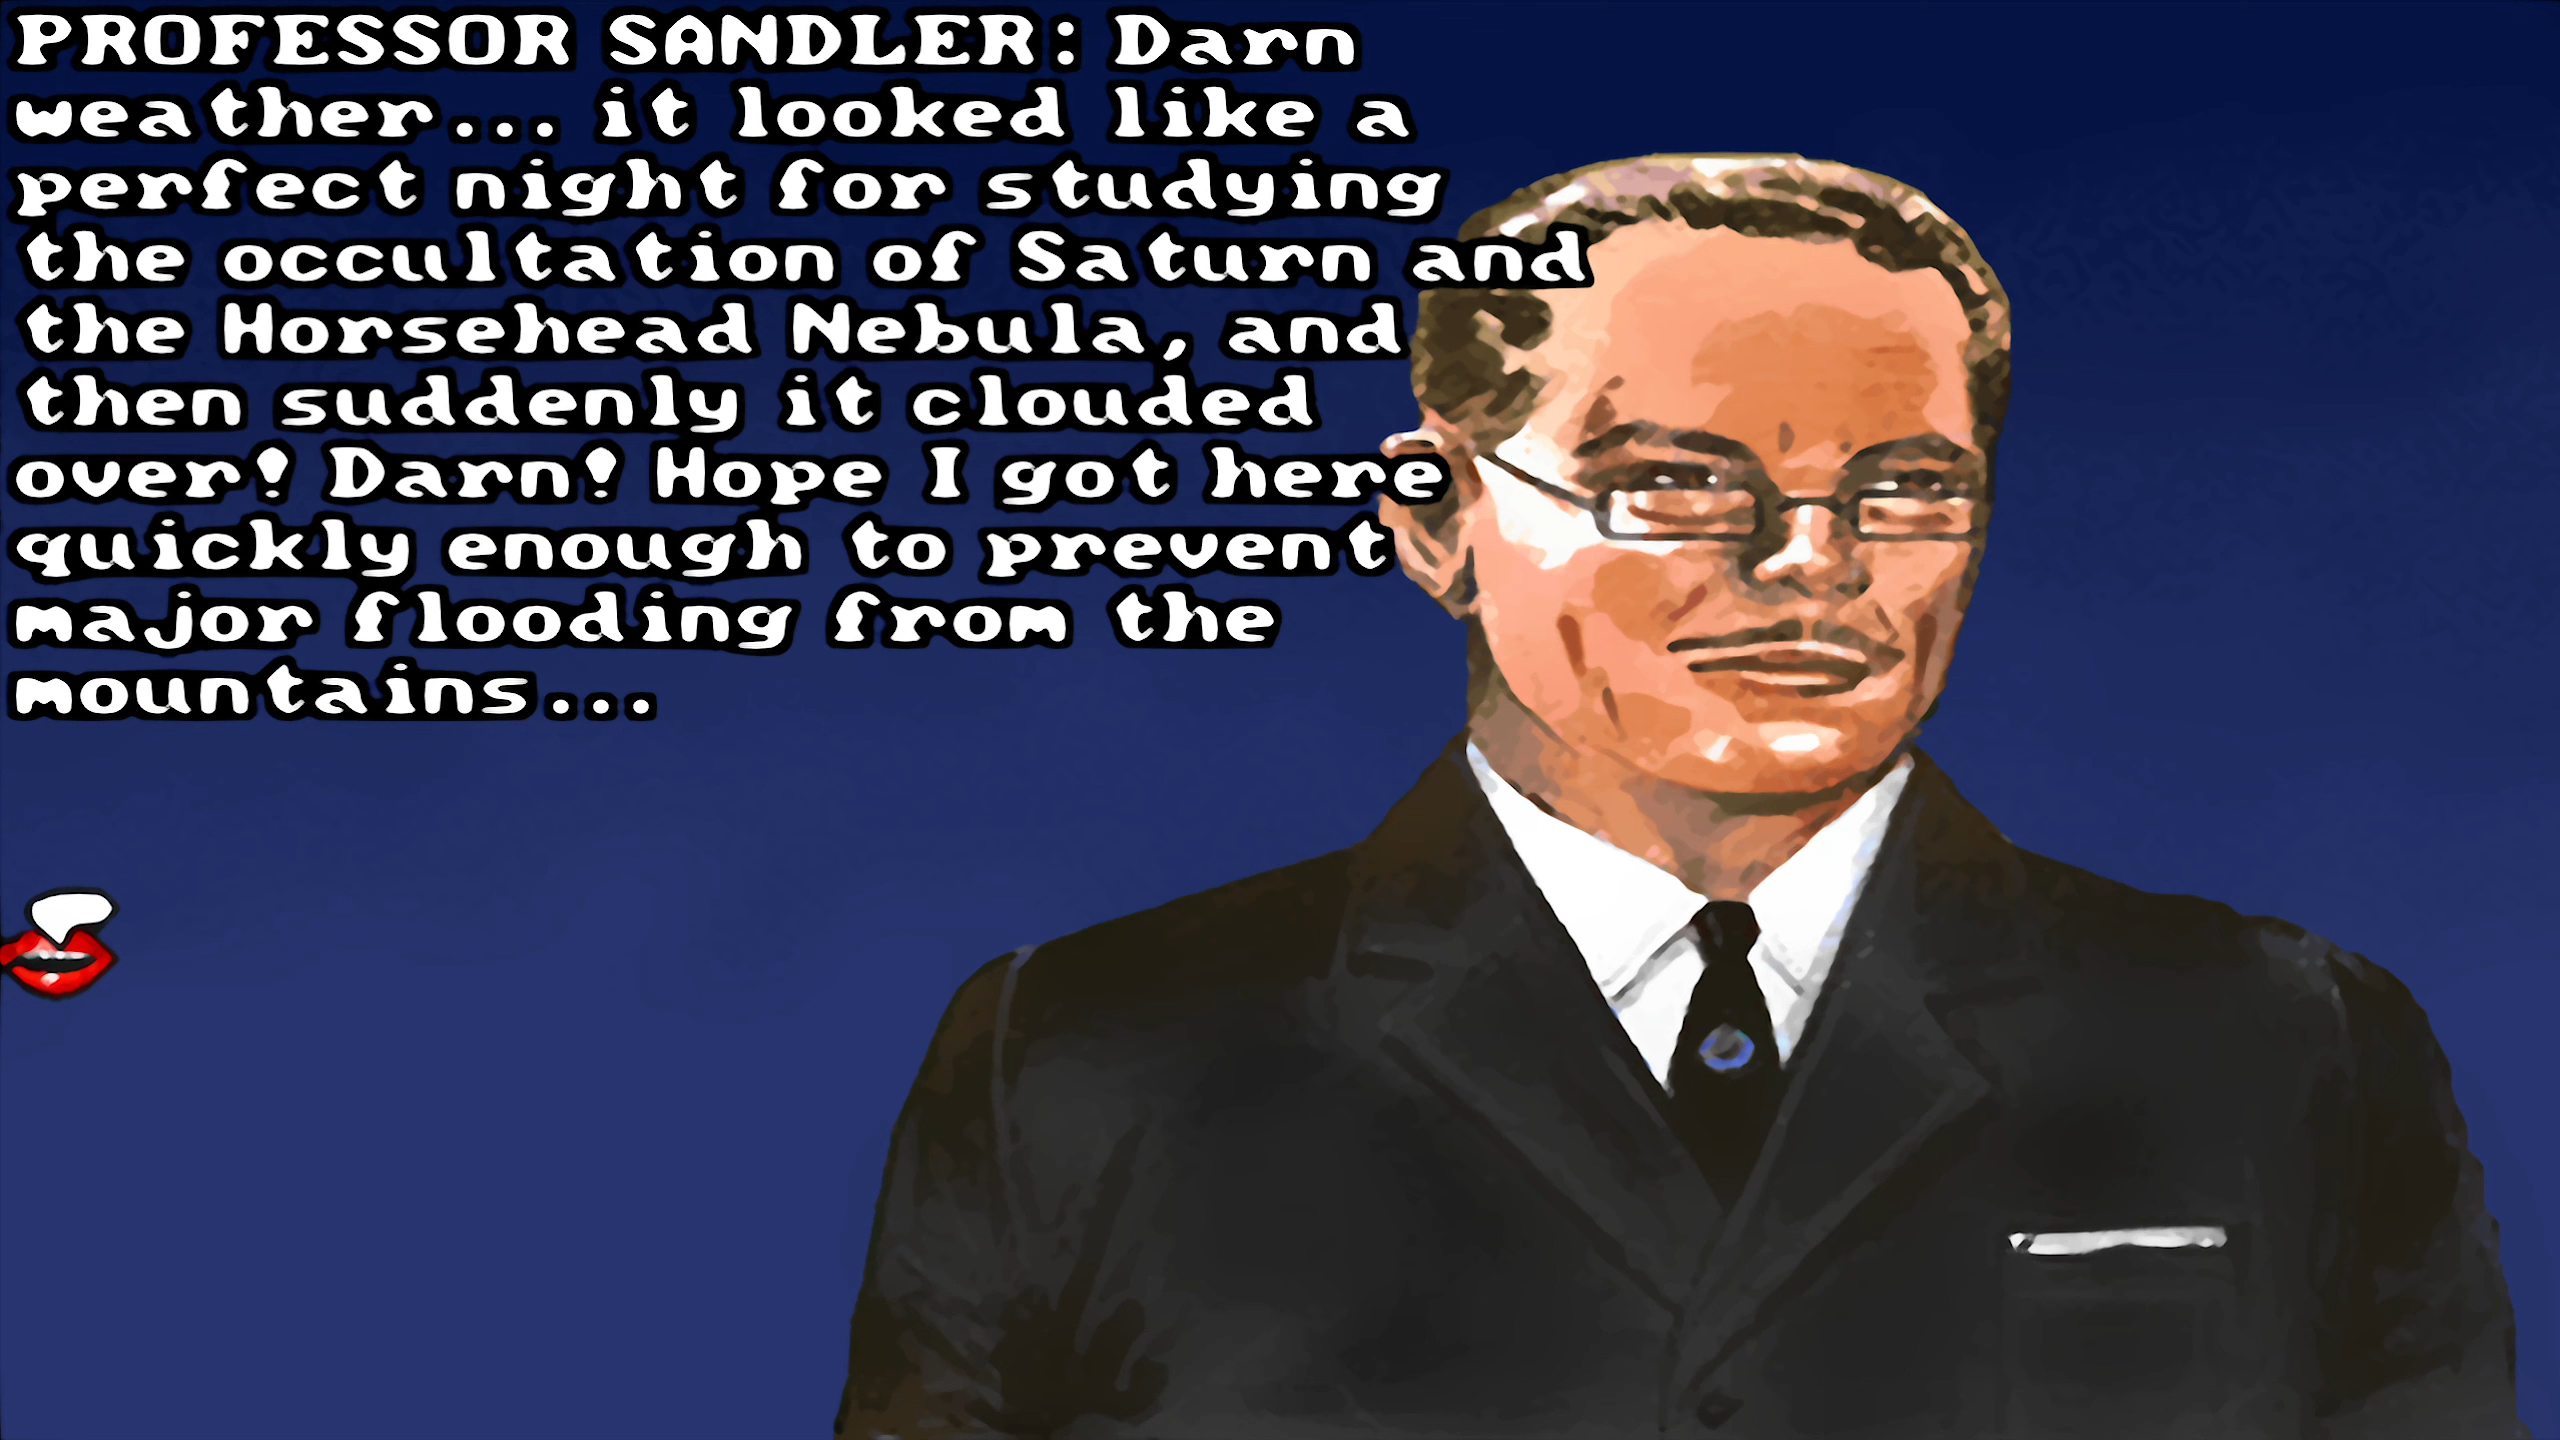 PROFESSOR SANDLER: Darn
weather... it looked like a
perfect night for studying
the occultation of Saturn and
the Horsehead Nebula, and
then suddenly it clouded
over! Darn! Hope I got here
quickly enough to prevent
major flooding from the
mountains...